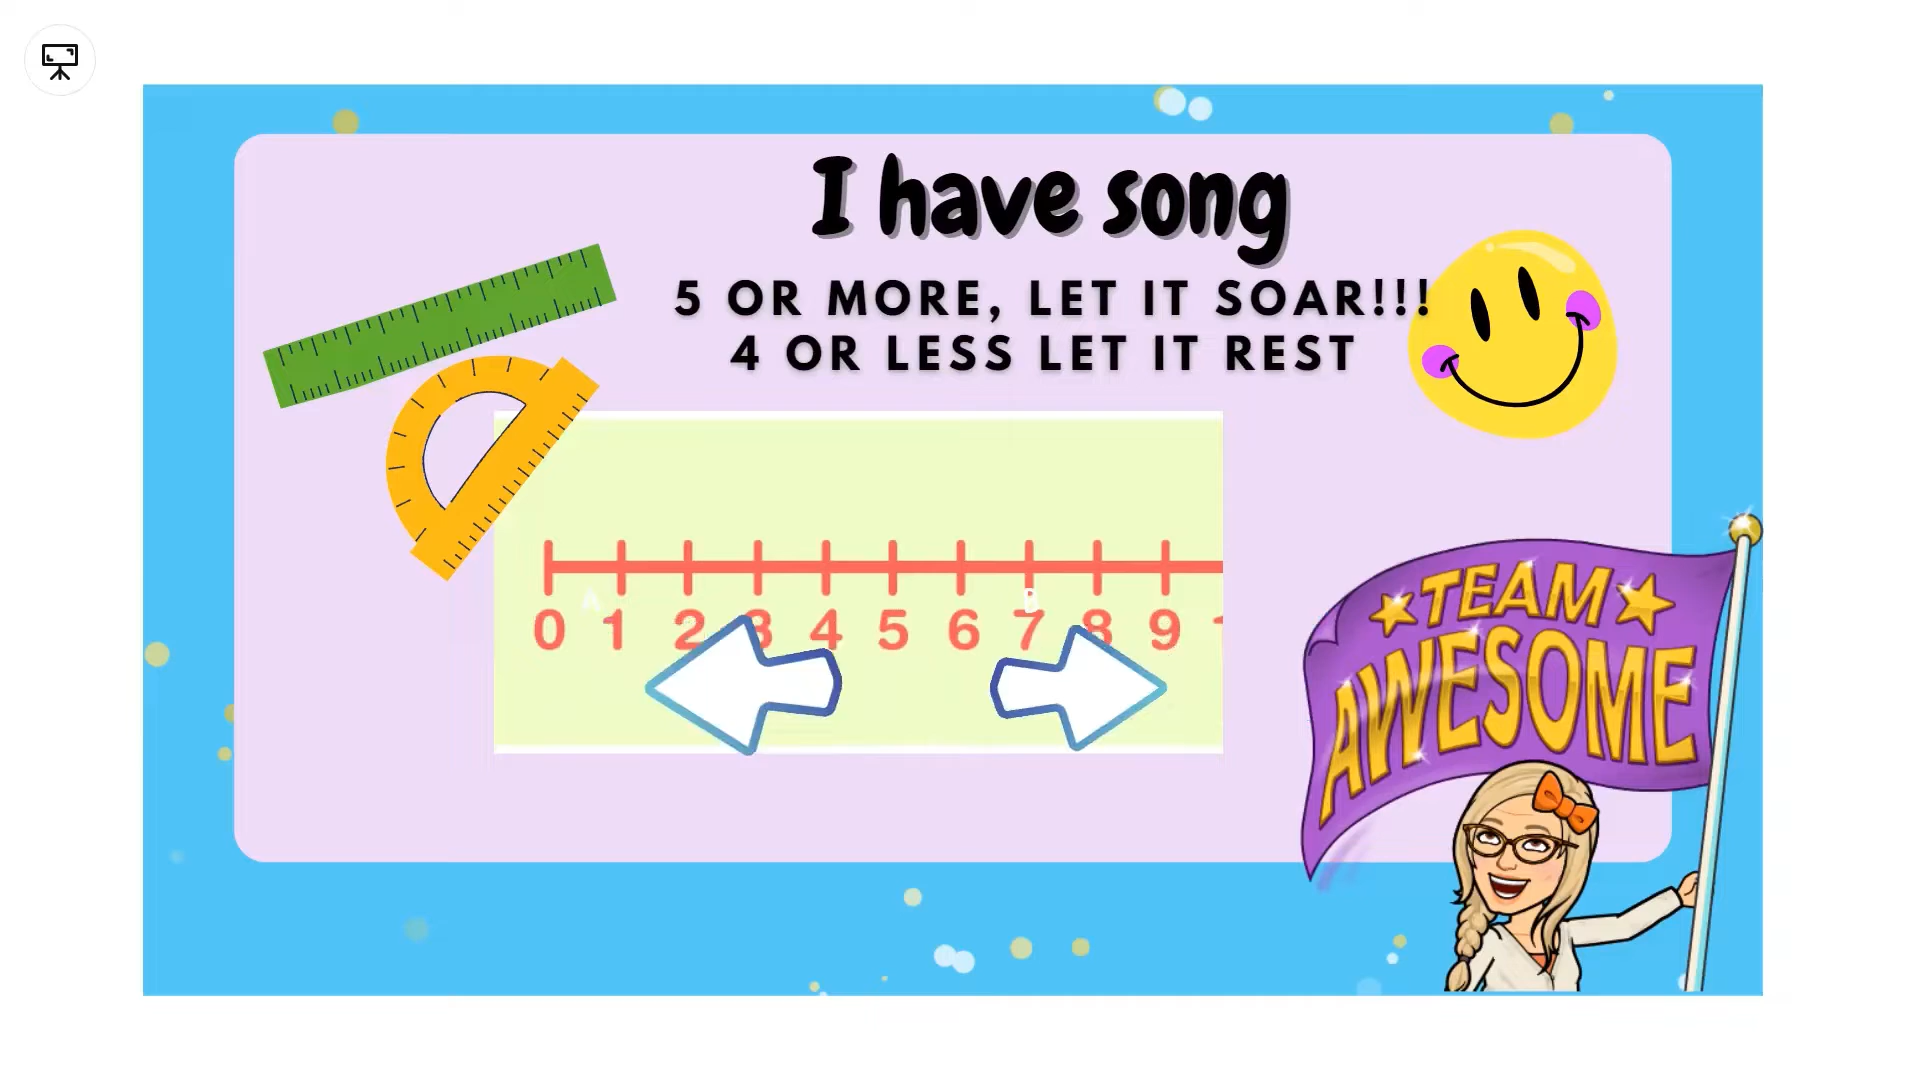 I have song
5 OR MORE, LET IT SOAR!!!
4 OR LESS LET IT REST
A B
0 1 2 3 4 5 6 7 8 9
TEAM
AWESOME